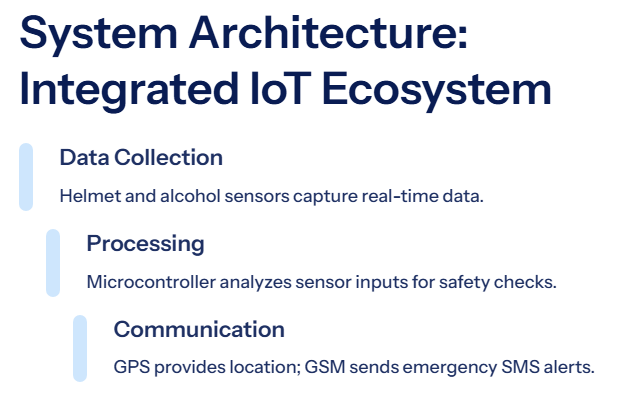 System Architecture:
Integrated IoT Ecosystem
Data Collection
Helmet and alcohol sensors capture real-time data.
Processing
Microcontroller analyzes sensor inputs for safety checks.
Communication
GPS provides location; GSM sends emergency SMS alerts.